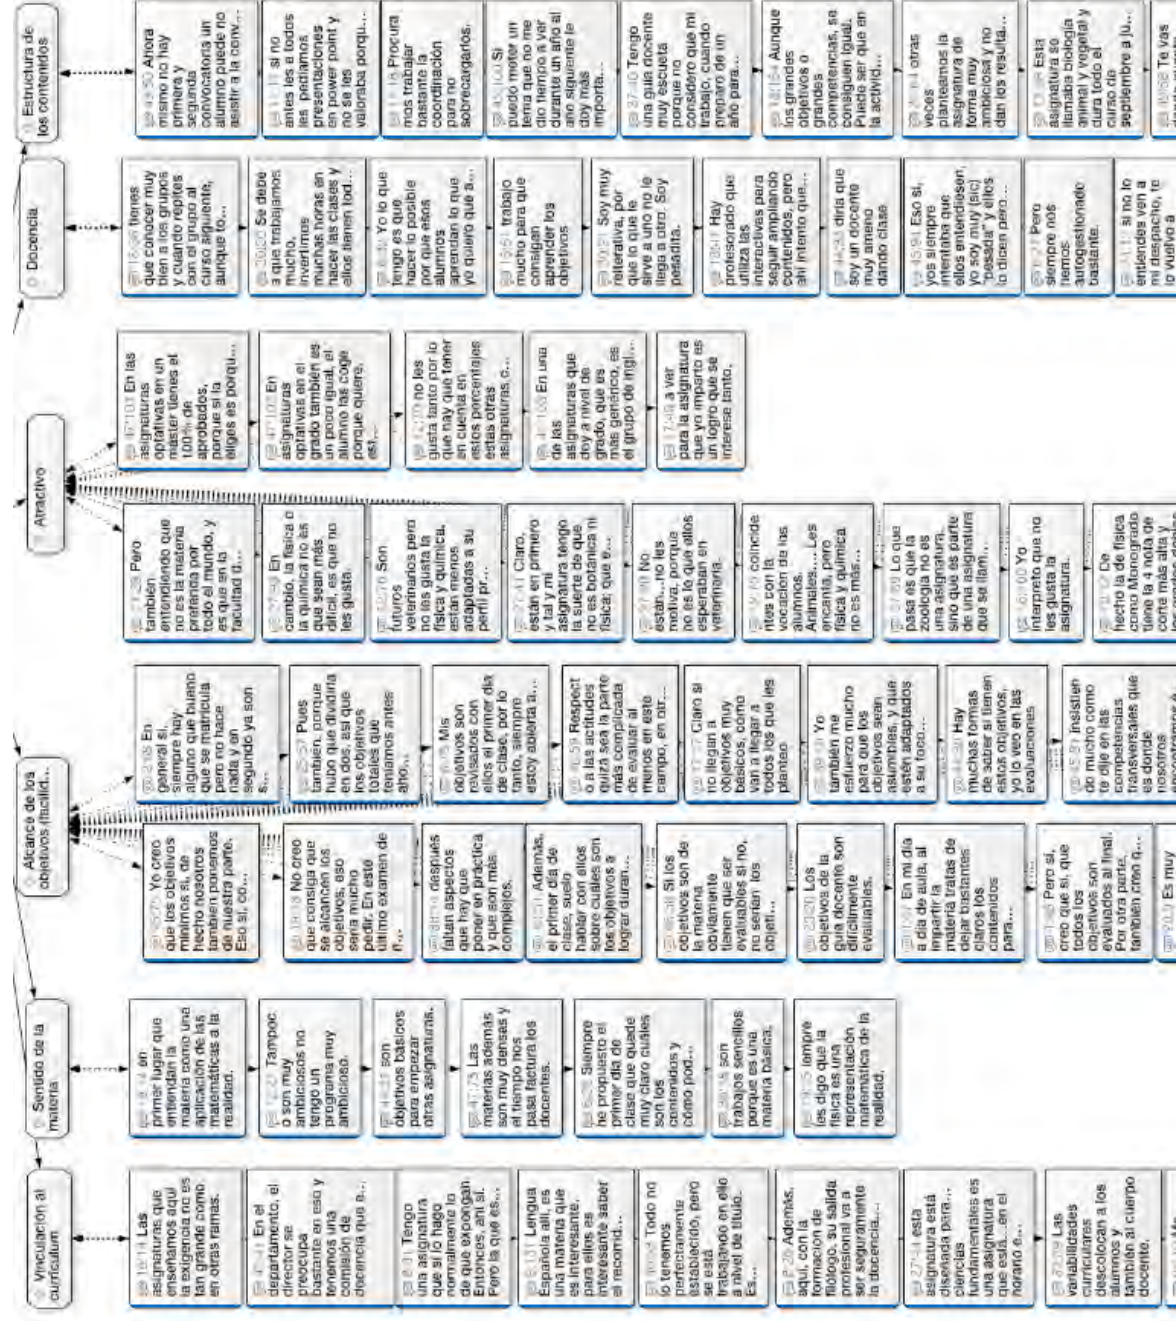 Vinculación al
curriculum
Las
asignaturas que
enseñamos aquí
la exigencia no es
tan grande como
en otras ramas.
En el
departamento, el
director se
preocupa
bastante en eso y
tenemos una
comisión de
docencia que a...
Tengo
una asignatura
que sí lo hago
normalmente lo
de que expongan.
Entonces, ahí sí.
Pero la que es...
Lengua
Española allí, es
una materia que
es interesante.
para ellos es
interesante saber
el recorrid...
Todo no
lo tenemos
perfectamente
establecido, pero
se está
trabajando en ello
a nivel de título.
Es...
Además,
aquí, con la
formación de
filólogo, su salida
profesional va a
ser seguramente
la docencia,...
esta
asignatura está
diseñada para...
ciencias
fundamentales es
una asignatura
que está...en el
horario e...
Las
variabilidades
curriculares
descolocan a los
alumnos y
también al cuerpo
docente.
Sentido de la
materia
en
primer lugar que
entiendan la
materia como una
aplicación de las
matemáticas a la
realidad.
Tampoc
o son muy
ambiciosos no
tengo un
programa muy
ambicioso.
son
objetivos básicos
para empezar
otras asignaturas.
Las
materias además
son muy densas y
el tiempo nos
pasa factura los
docentes.
Siempre
he propuesto el
primer día de
clase que quede
muy claro cuáles
son los
contenidos y
cómo pod...
son
trabajos sencillos
porque es una
materia básica.
iempre
les digo que la
física es una
representación
matemática de la
realidad.
Alcance de los
objetivos (facilid...
Yo creo
que los objetivos
mínimos sí, de
hecho nosotros
también ponemos
de nuestra parte.
Eso sí, co...
No creo
que consiga que
se alcancen los
objetivos, eso
sería mucho
pedir. En este
último examen de
f...
después
faltan aspectos
que hay que
poner en práctica
y que son más
complejos.
Además,
el primer día de
clase, suelo
hablar con ellos
sobre cuáles son
los objetivos a
lograr duran...
Si los
objetivos son de
la materia
obviamente
tienen que ser
evaluables si no,
no serían los
objeti...
Los
objetivos de la
guía docente son
difícilmente
evaluables.
En mi día
a día de aula, al
impartir la
materia tratas de
dejar bastantes
claros los
contenidos
para...
Pero sí,
creo que sí, que
todos los
objetivos son
evaluados al final.
Por otra parte,
también creo q...
Es muy
En
general sí,
siempre hay
alguno que bueno
que se matricula
pero no hace
nada y en
segundo ya son
s...
Pues
también, porque
hubo que dividirla
en dos, así que
los objetivos
totales que
teníamos antes
aho...
Mis
objetivos son
revisados con
ellos el primer día
de clase, por lo
tanto, siempre
estoy abierta a...
Respect
o a las actitudes
quizá sea la parte
más complicada
de evaluar al
menos en este
campo, en otr...
Claro si
no llegan a
objetivos muy
básicos, cómo
van a llegar a
todos los que les
planteo
Yo
también me
esfuerzo mucho
para que los
objetivos sean
asumibles, y que
estén adaptados
a su foco...
Hay
muchas formas
de saber si tienen
estos objetivos,
yo lo veo en las
evaluaciones
insistien
do mucho como
te dije en las
competencias
transversales que
es donde
nosotros
Atractivo
Pero
también
entendiendo que
no es la materia
preferida por
todo el mundo, y
es que en la
facultad d...
En
cambio, la física o
la química no es
que sean más
difícil, es que no
les gusta.
Son
futuros
veterinarios pero
no les gusta la
física y química,
están menos
adaptadas a su
perfil pr...
Claro,
están en primero
y tal y mi
asignatura tengo
la suerte de que
no es botánica ni
física; que e...
No
están...no les
motiva, porque
no es lo que ellos
esperaban en
veterinaria.
coincide
ntes con la
vocación de los
alumnos.
Animales.... Les
encanta, pero
física y química
no es más...
Lo que
pasa es que la
zoología no es
una asignatura,
sino que es parte
de una asignatura
que se llam...
Yo
interpreto que no
les gusta la
asignatura.
De
hecho la de física
como Monogrado
tiene la 4 nota de
corte más alta y
En las
asignaturas
optativas en un
máster tienes el
100% de
aprobados,
porque si la
eliges es porqu...
En
asignaturas
optativas en el
grado también es
un poco igual, el
alumno las coge
porque quiere,
est...
no les
gusta tanto por lo
que hay que tener
en cuenta en
estos porcentajes
estas otras
asignaturas, c...
En una
de las
asignaturas que
doy a nivel de
grado, que es
más genérico, es
el grupo de ingl...
a ver
para la asignatura
que yo imparto es
un logro que se
interese tanto,
Docencia
tienes
que conocer muy
bien a los grupos
y cuando repites
con el grupo al
curso siguiente,
aunque to...
Se debe
a que trabajamos
mucho,
invertimos
muchas horas en
hacer las clases y
ellos tienen tod...
Yo lo que
tengo es que
hacer lo posible
por que esos
alumnos
aprendan lo que
yo quiero que a...
trabajo
mucho para que
consigan
aprender los
objetivos
Soy muy
reiterativa, por
que lo que le
sirve a uno no le
llega a otro. Soy
pesadita.
Hay
profesorado que
utiliza las
interactivas para
seguir ampliando
contenidos, pero
ahí intento que...
diría que
soy un docente
muy ameno
dando clase
Eso sí,
yos siempre
intentaba que
ellos entendiesen,
yo soy muy (sic)
"pesada" y ellos
lo dicen pero...
Pero
siempre nos
hemos
autogestionado
bastante.
si no lo
entiendes ven a
mi despacho, te
lo vuelvo a
Estructura de
los contenidos
Ahora
mismo no hay
primera y
segunda
convocatoria un
alumno puede no
asistir a la conv...
si no
antes les a todos
les pedíamos
presentaciones
en power point y
no se les
valoraba porqu...
Procura
mos trabajar
bastante la
coordinación
para no
sobrecargarlos.
Si
puedo meter un
tema que no me
dio tiempo a ver
durante un año al
año siguiente le
doy más
importa...
Tengo
una guía docente
muy escueta
porque no
considero que mi
trabajo, cuando
preparo de un
año para...
Aunque
los grandes
objetivos o
grandes
competencias, se
consiguen igual.
Puede ser que en
la activid...
otras
veces
planteamos la
asignatura de
forma muy
ambiciosa y no
dan los resulta...
Esta
asignatura se
llamaba biología
animal y vegetal y
dura todo el
curso de
septiembre a ju...
Te vas